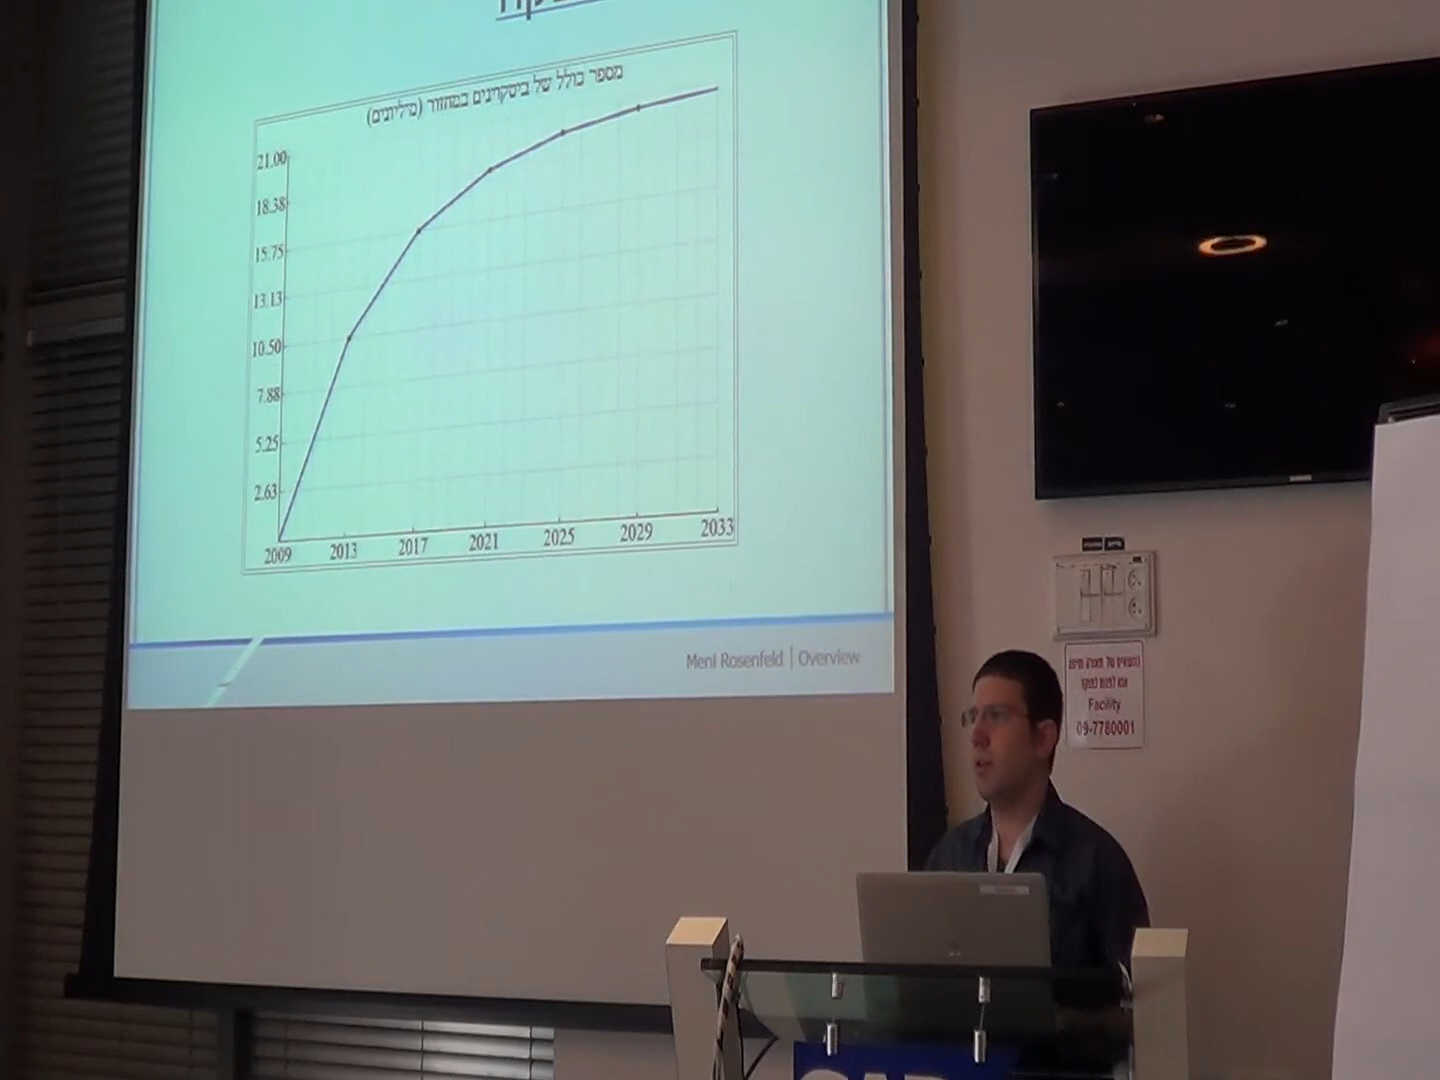 מספר כולל של ביטקוינים במחזור (מיליונים)
21.00
18.38
15.75
13.13
10.50
7.88
5.25
2.63
2009 2013 2017 2021 2025 2029 2033
Meni Rosenfeld | Overview
Facility
09-7780001